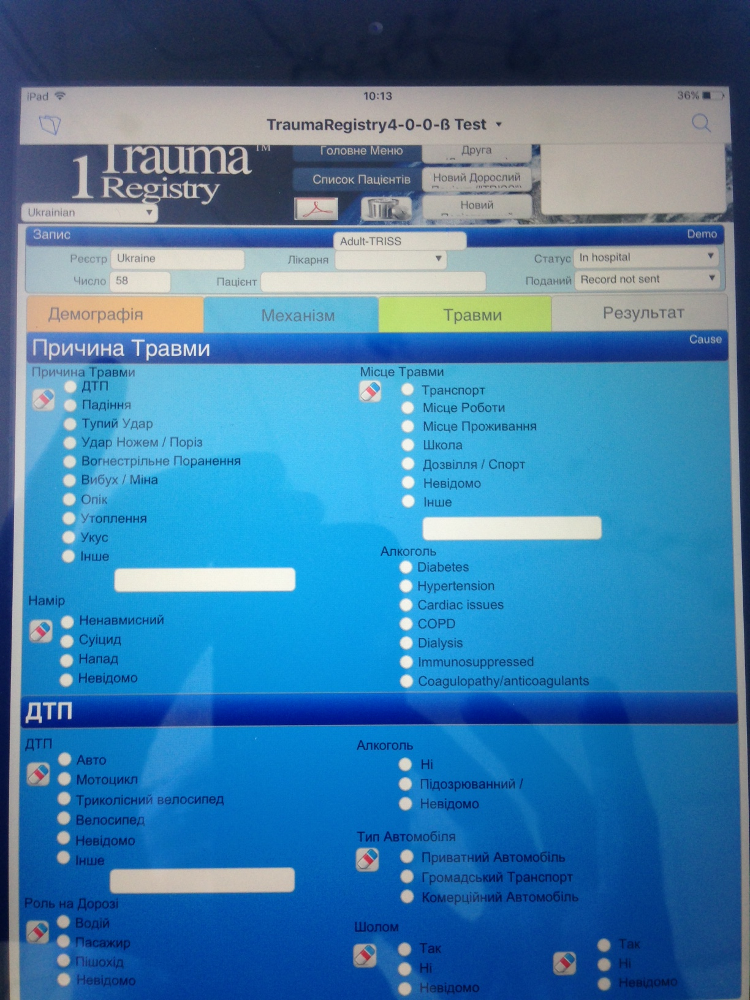 iPad
10:13
36%
TraumaRegistry4-0-0-ß Test
1 Trauma ™
Registry
Головне Меню
Друга
Список Пацієнтів
Новий Дорослий
Новий
Ukrainian
Запис
Adult-TRISS
Demo
Реєстр Ukraine
Лікарня
Статус In hospital
Число 58
Пацієнт
Поданий Record not sent
Демографія
Механізм
Травми
Результат
Причина Травми
Cause
Причина Травми
ДТП
Падіння
Тупий Удар
Удар Ножем / Поріз
Вогнестрільне Поранення
Вибух / Міна
Опік
Утоплення
Укус
Інше
Місце Травми
Транспорт
Місце Роботи
Місце Проживання
Школа
Дозвілля / Спорт
Невідомо
Інше
Намір
Ненавмисний
Суіцид
Напад
Невідомо
Алкоголь
Diabetes
Hypertension
Cardiac issues
COPD
Dialysis
Immunosuppressed
Coagulopathy/anticoagulants
ДТП
ДТП
Авто
Мотоцикл
Триколісний велосипед
Велосипед
Невідомо
Інше
Алкоголь
Ні
Підозрюванний /
Невідомо
Тип Автомобіля
Приватний Автомобіль
Громадський Транспорт
Комерційний Автомобіль
Роль на Дорозі
Водій
Пасажир
Пішохід
Невідомо
Шолом
Так
Ні
Невідомо
Так
Ні
Невідомо